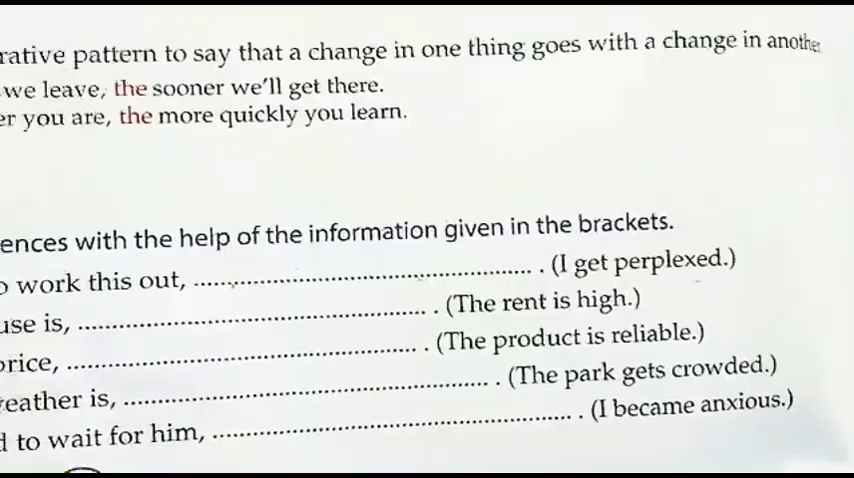 rative pattern to say that a change in one thing goes with a change in another
we leave, the sooner we'll get there.
er you are, the more quickly you learn.
ences with the help of the information given in the brackets.
o work this out, .................................................. . (I get perplexed.)
use is, .................................................. . (The rent is high.)
price, .................................................. . (The product is reliable.)
eather is, .................................................. . (The park gets crowded.)
d to wait for him, .................................................. . (I became anxious.)